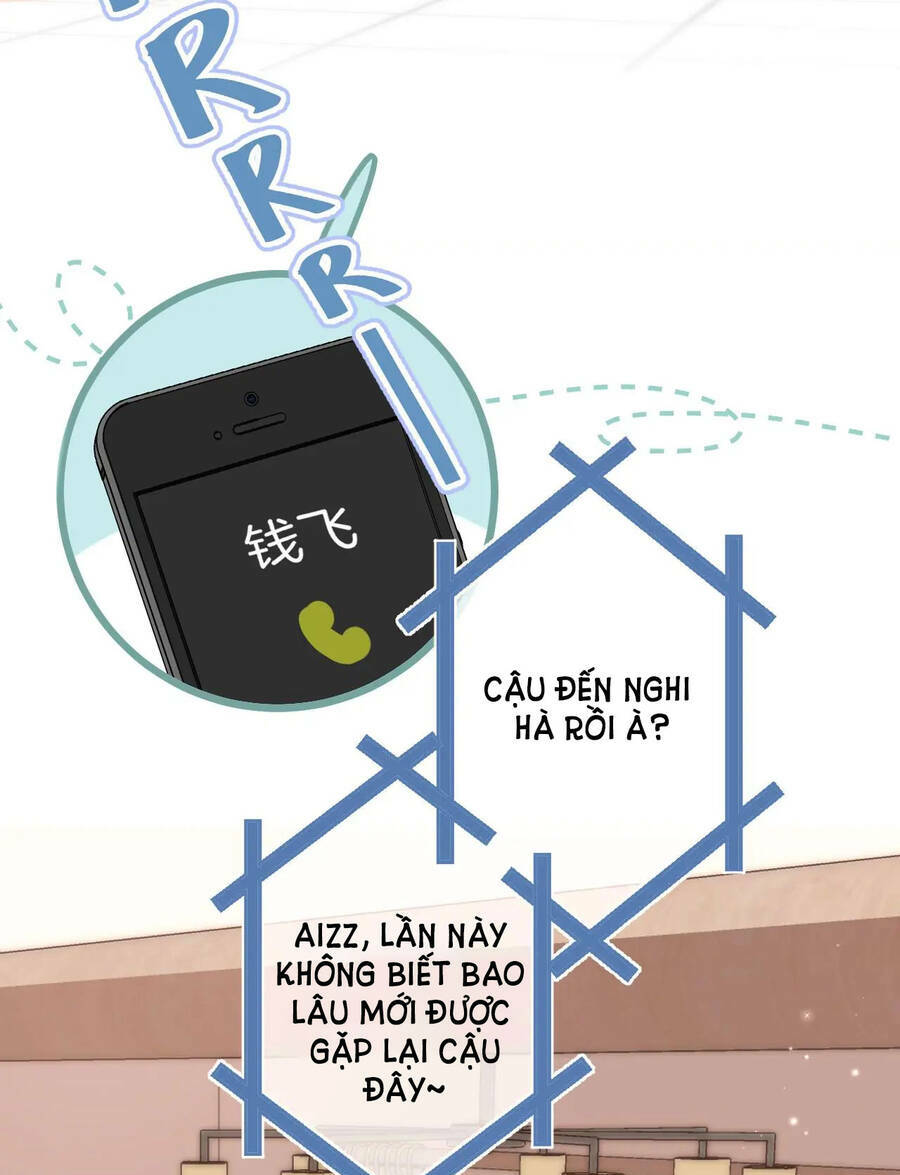 R
R
R
R
I
钱飞
CẬU ĐẾN NGHI
HÀ RỒI À?
AIZZ, LẦN NÀY
KHÔNG BIẾT BAO
LÂU MỚI ĐƯỢC
GẶP LẠI CẬU
ĐÂY~